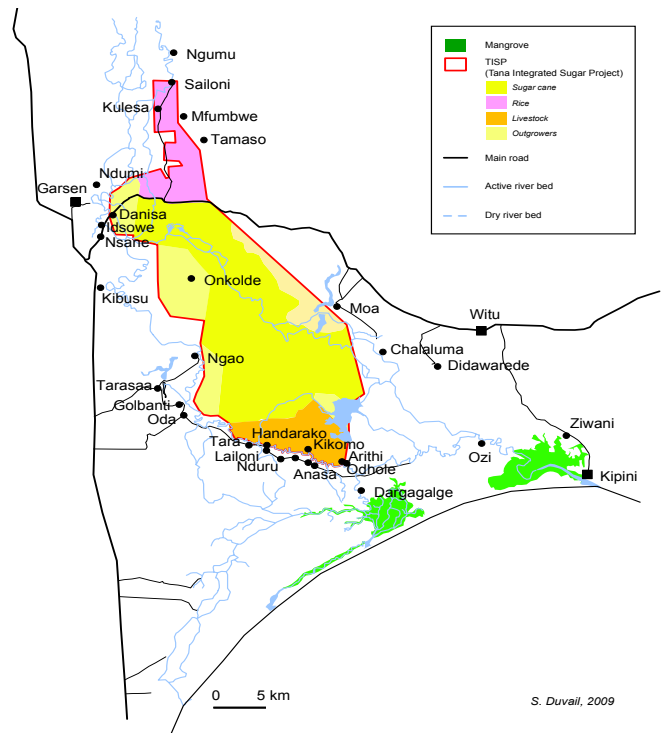 Ngumu
Sailoni
Kulesa
Mfumbwe
Tamaso
Ndumi
Garsen
Danisa
Idsowe
Nsane
Onkolde
Kibusu
Moa
Witu
Chalaluma
Ngao
Didawarede
Tarasaa
Golbanti
Oda
Handarako
Tara
Kikomo
Lailoni
Arithi
Nduru
Odhole
Anasa
Ziwani
Ozi
Kipini
Dargagalge
Mangrove
TISP
(Tana Integrated Sugar Project)
Sugar cane
Rice
Livestock
Outgrowers
Main road
Active river bed
Dry river bed
0 5 km
S. Duvail, 2009